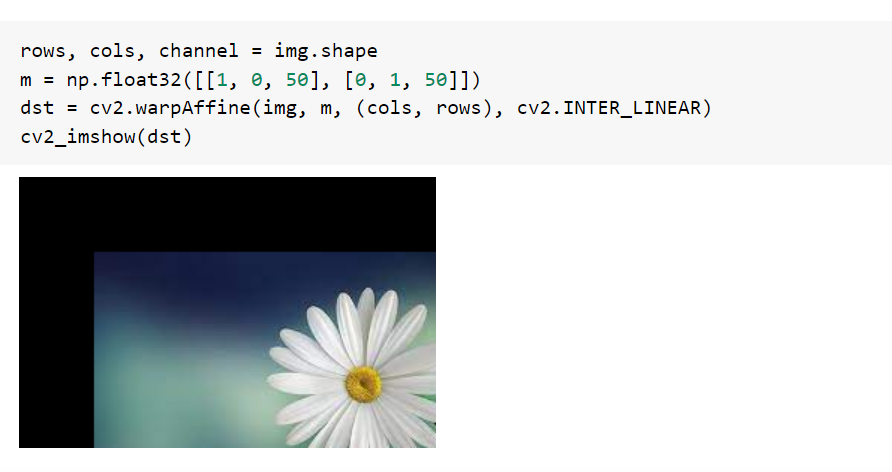 rows, cols, channel = img.shape
m = np.float32([[1, 0, 50], [0, 1, 50]])
dst = cv2.warpAffine(img, m, (cols, rows), cv2.INTER_LINEAR)
cv2_imshow(dst)